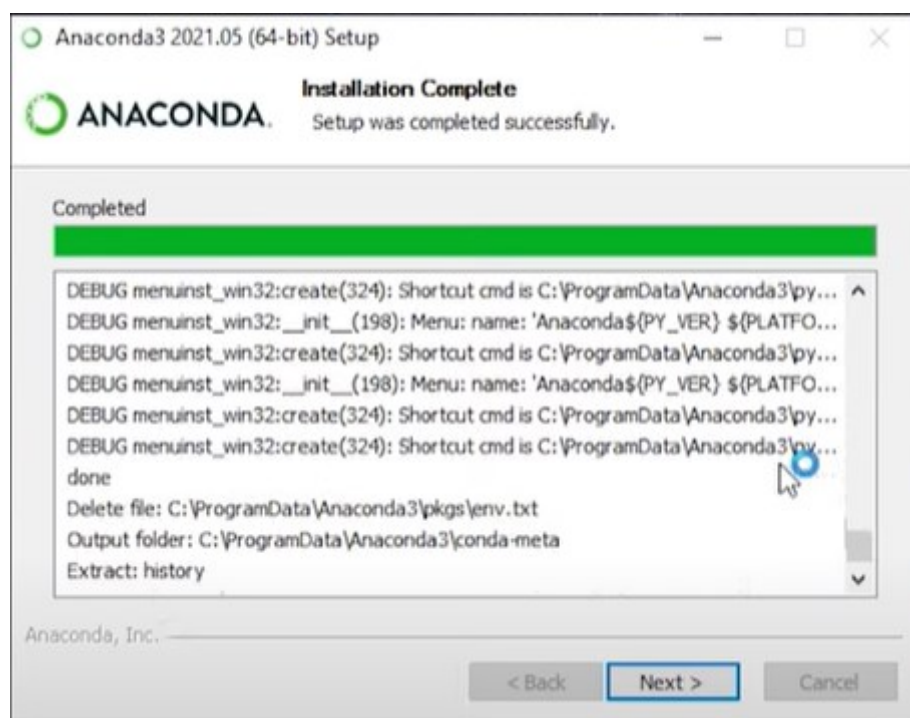 Anaconda3 2021.05 (64-bit) Setup
ANACONDA.
Installation Complete
Setup was completed successfully.
Completed
DEBUG menuinst_win32:create(324): Shortcut cmd is C:\ProgramData\Anaconda3\py...
DEBUG menuinst_win32:__init__(198): Menu: name: 'Anaconda${PY_VER} ${PLATFO...
DEBUG menuinst_win32:create(324): Shortcut cmd is C:\ProgramData\Anaconda3\py...
DEBUG menuinst_win32:__init__(198): Menu: name: 'Anaconda${PY_VER} ${PLATFO...
DEBUG menuinst_win32:create(324): Shortcut cmd is C:\ProgramData\Anaconda3\py...
DEBUG menuinst_win32:create(324): Shortcut cmd is C:\ProgramData\Anaconda3\py...
done
Delete file: C:\ProgramData\Anaconda3\pkgs\env.txt
Output folder: C:\ProgramData\Anaconda3\conda-meta
Extract: history
Anaconda, Inc.
< Back
Next >
Cancel